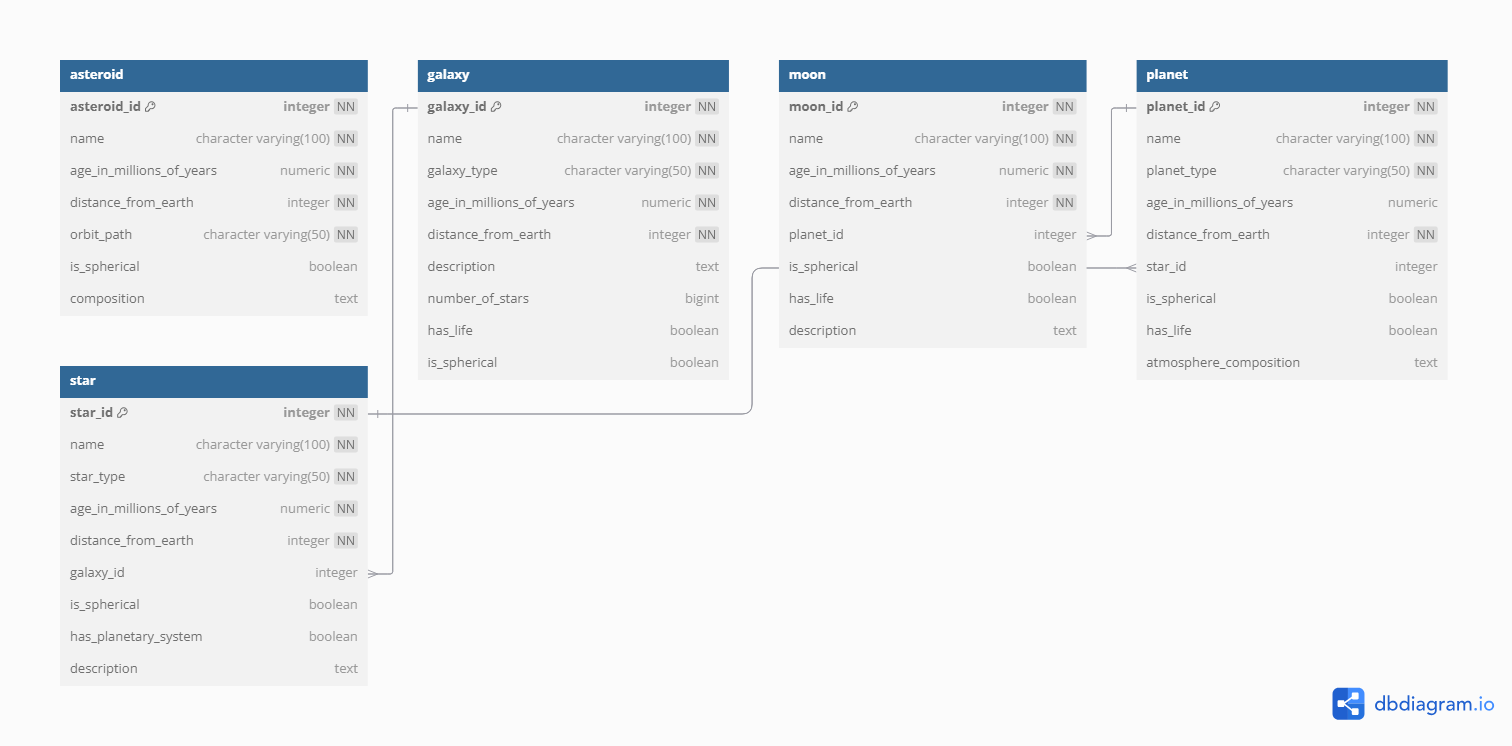 asteroid
asteroid_id integer NN
name character varying(100) NN
age_in_millions_of_years numeric NN
distance_from_earth integer NN
orbit_path character varying(50) NN
is_spherical boolean
composition text
galaxy
galaxy_id integer NN
name character varying(100) NN
galaxy_type character varying(50) NN
age_in_millions_of_years numeric NN
distance_from_earth integer NN
description text
number_of_stars bigint
has_life boolean
is_spherical boolean
moon
moon_id integer NN
name character varying(100) NN
age_in_millions_of_years numeric NN
distance_from_earth integer NN
planet_id integer
is_spherical boolean
has_life boolean
description text
planet
planet_id integer NN
name character varying(100) NN
planet_type character varying(50) NN
age_in_millions_of_years numeric
distance_from_earth integer NN
star_id integer
is_spherical boolean
has_life boolean
atmosphere_composition text
star
star_id integer NN
name character varying(100) NN
star_type character varying(50) NN
age_in_millions_of_years numeric NN
distance_from_earth integer NN
galaxy_id integer
is_spherical boolean
has_planetary_system boolean
description text
dbdiagram.io